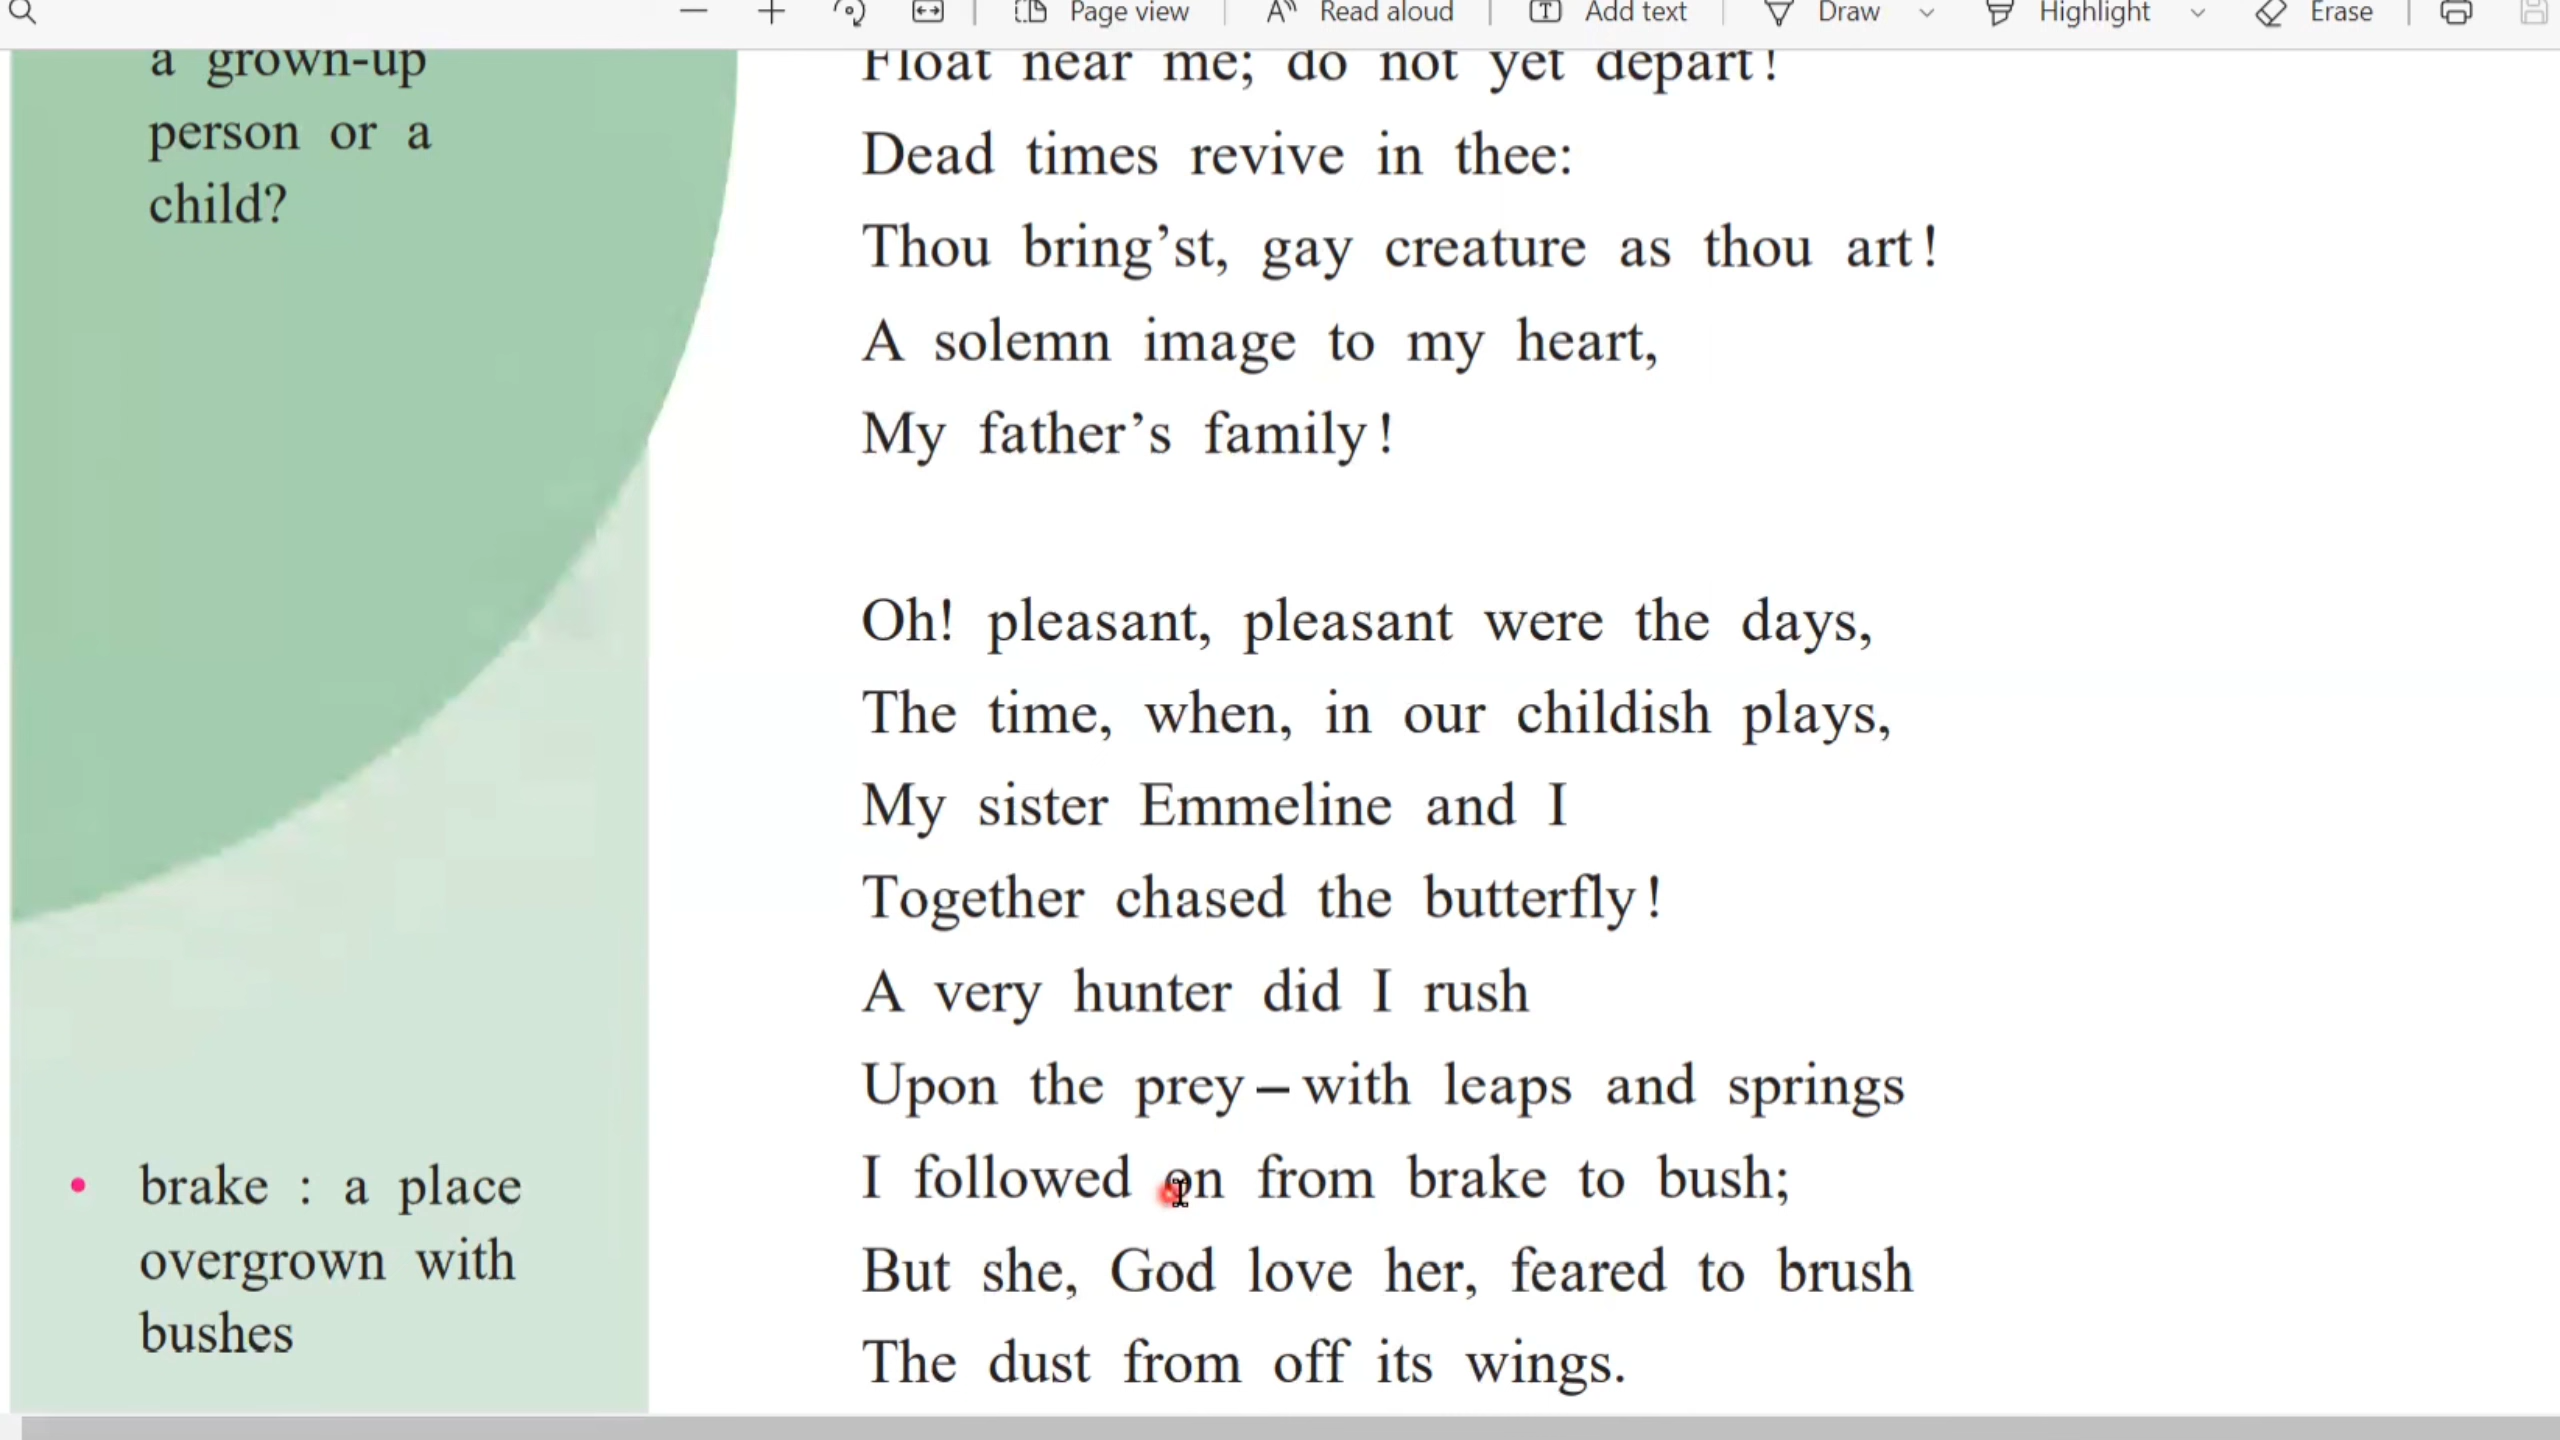 Page view
Read aloud
Add text
Draw
Highlight
Erase
a grown-up
person or a
child?
Float near me; do not yet depart!
Dead times revive in thee:
Thou bring’st, gay creature as thou art!
A solemn image to my heart,
My father’s family!
Oh! pleasant, pleasant were the days,
The time, when, in our childish plays,
My sister Emmeline and I
Together chased the butterfly!
A very hunter did I rush
Upon the prey – with leaps and springs
I followed on from brake to bush;
But she, God love her, feared to brush
The dust from off its wings.
• brake : a place
overgrown with
bushes